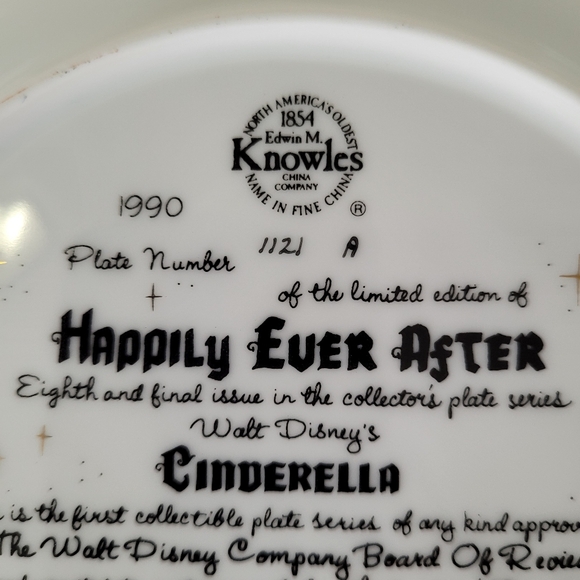 NORTH AMERICA'S OLDEST
1854
Edwin M.
Knowles
CHINA
COMPANY
NAME IN FINE CHINA
®
1990
Plate Number 1121 A
of the limited edition of
Happily Ever After
Eighth and final issue in the collector's plate series
Walt Disney's
Cinderella
is the first collectible plate series of any kind approv
The Walt Disney Company Board Of Revie